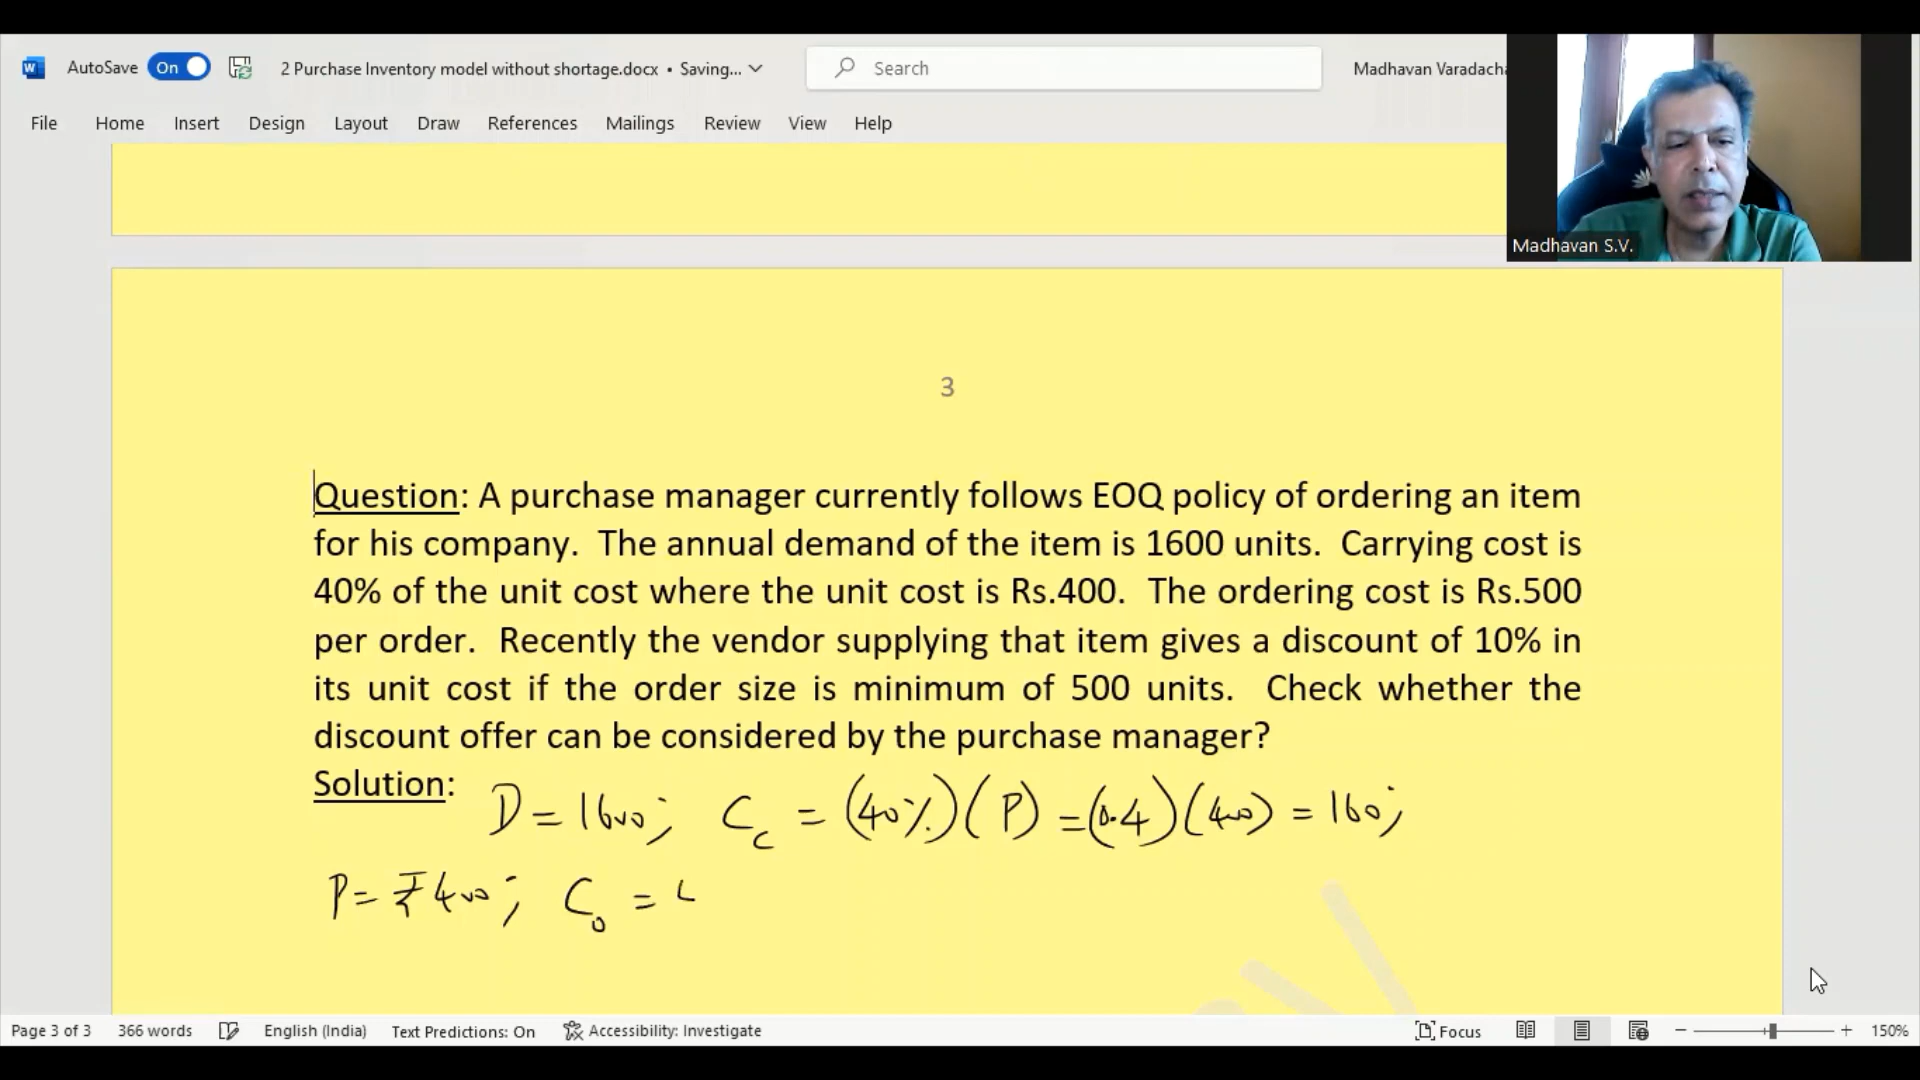 AutoSave On 2 Purchase Inventory model without shortage.docx • Saving... Search Madhavan Varadacha
File Home Insert Design Layout Draw References Mailings Review View Help
Madhavan S.V.
3
Question: A purchase manager currently follows EOQ policy of ordering an item
for his company. The annual demand of the item is 1600 units. Carrying cost is
40% of the unit cost where the unit cost is Rs.400. The ordering cost is Rs.500
per order. Recently the vendor supplying that item gives a discount of 10% in
its unit cost if the order size is minimum of 500 units. Check whether the
discount offer can be considered by the purchase manager?
Solution: D = 1600; C_c = (40%)(P) = (0.4)(400) = 160;
P = ₹400; C_o =
Page 3 of 3 366 words English (India) Text Predictions: On Accessibility: Investigate Focus 150%